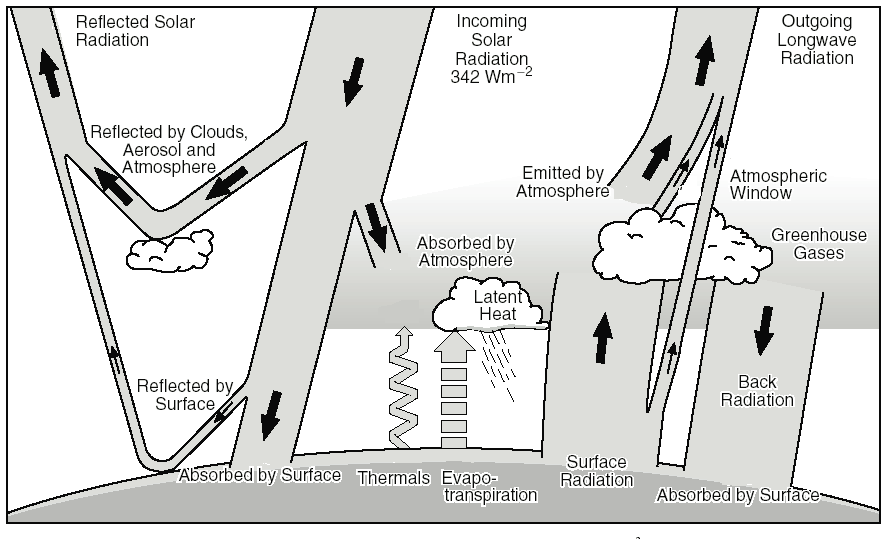 Reflected Solar
Radiation
Incoming
Solar
Radiation
342 Wm−2
Outgoing
Longwave
Radiation
Reflected by Clouds,
Aerosol and
Atmosphere
Emitted by
Atmosphere
Atmospheric
Window
Absorbed by
Atmosphere
Greenhouse
Gases
Latent
Heat
Reflected by
Surface
Back
Radiation
Absorbed by Surface
Thermals
Evapo-
transpiration
Surface
Radiation
Absorbed by Surface